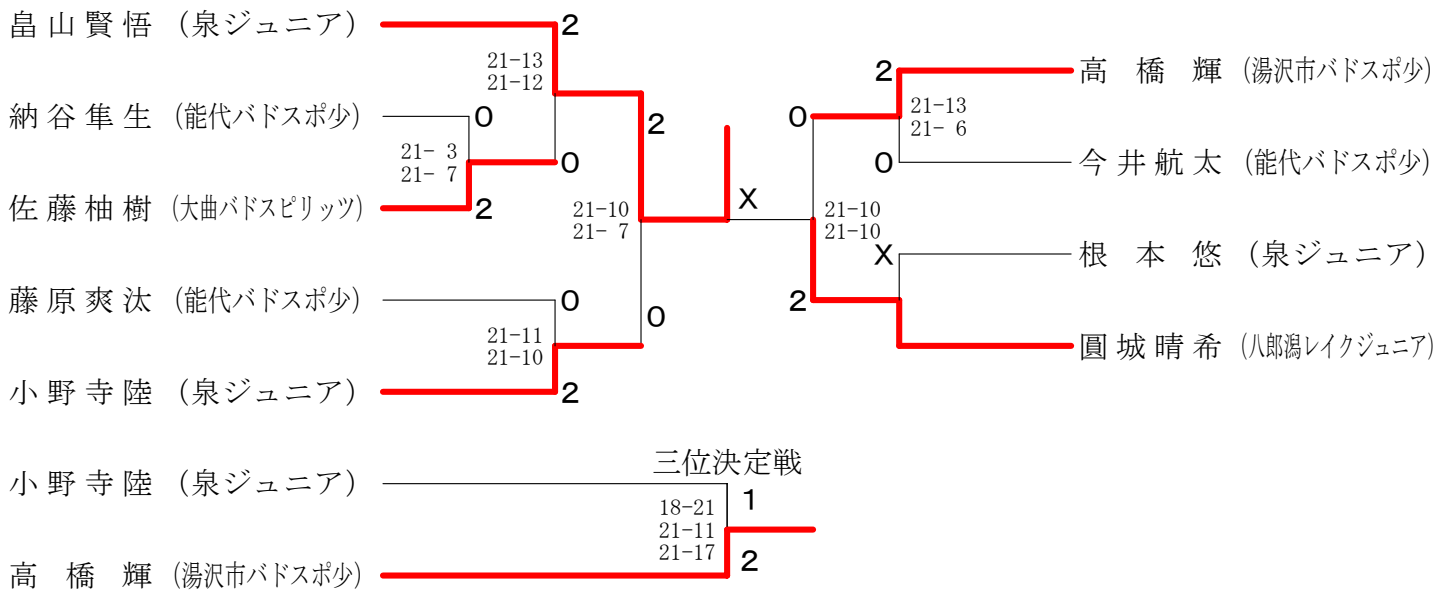 畠山賢悟 (泉ジュニア)
2
21-13
21-12
納谷隼生 (能代バドスポ少)
0
21- 3
21- 7
0
佐藤柚樹 (大曲バドスピリッツ)
2
2
21-10
21- 7
藤原爽汰 (能代バドスポ少)
0
21-11
21-10
0
小野寺陸 (泉ジュニア)
2
X
2
高橋輝 (湯沢市バドスポ少)
0
21-13
21- 6
0
今井航太 (能代バドスポ少)
21-10
21-10
X
根本悠 (泉ジュニア)
2
圓城晴希 (八郎潟レイクジュニア)
三位決定戦
小野寺陸 (泉ジュニア)
1
18-21
21-11
21-17
2
高橋輝 (湯沢市バドスポ少)